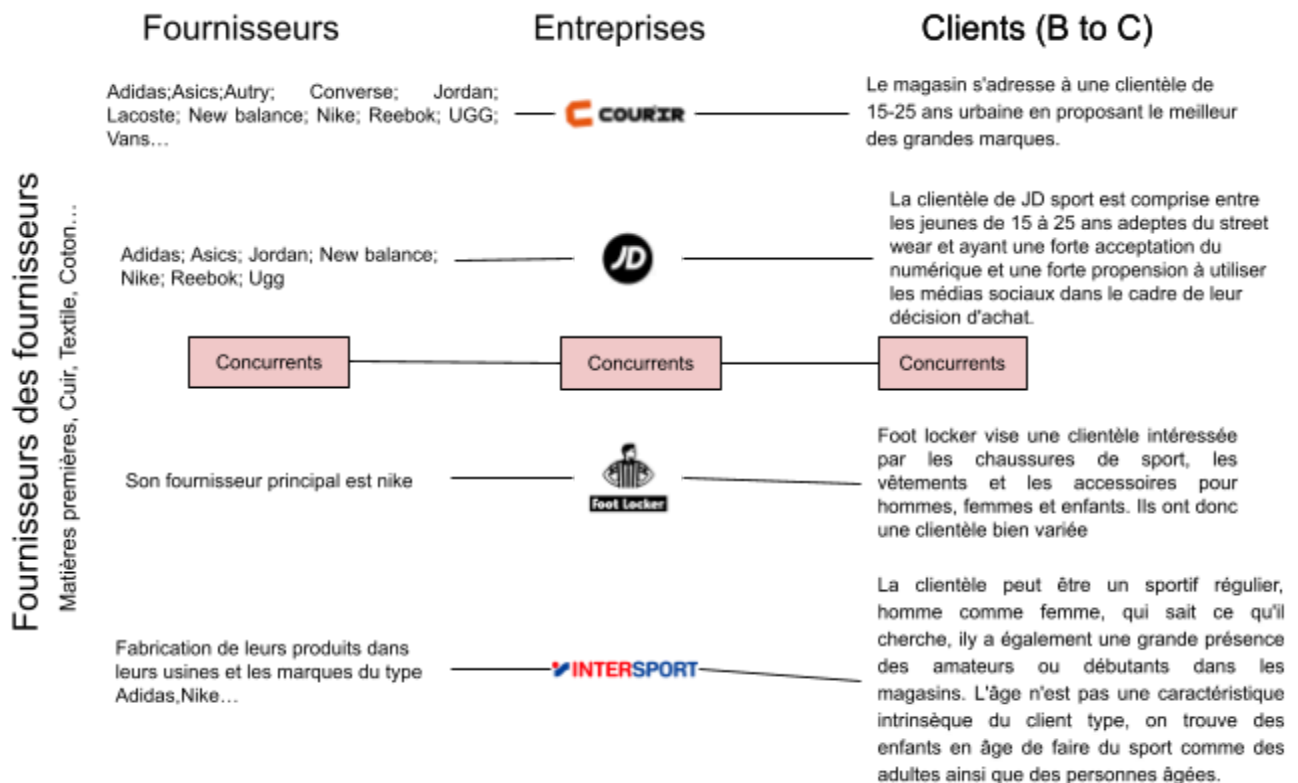 Fournisseurs
Entreprises
Clients (B to C)
Fournisseurs des fournisseurs
Matières premières, Cuir, Textile, Coton...
Adidas;Asics;Autry; Converse; Jordan;
Lacoste; New balance; Nike; Reebok; UGG;
Vans...
COURIR
Le magasin s'adresse à une clientèle de
15-25 ans urbaine en proposant le meilleur
des grandes marques.
Adidas; Asics; Jordan; New balance;
Nike; Reebok; Ugg
JD
La clientèle de JD sport est comprise entre
les jeunes de 15 à 25 ans adeptes du street
wear et ayant une forte acceptation du
numérique et une forte propension à utiliser
les médias sociaux dans le cadre de leur
décision d'achat.
Concurrents
Concurrents
Concurrents
Son fournisseur principal est nike
Foot Locker
Foot locker vise une clientèle intéressée
par les chaussures de sport, les
vêtements et les accessoires pour
hommes, femmes et enfants. Ils ont donc
une clientèle bien variée
Fabrication de leurs produits dans
leurs usines et les marques du type
Adidas,Nike...
INTERSPORT
La clientèle peut être un sportif régulier,
homme comme femme, qui sait ce qu'il
cherche, ily a également une grande présence
des amateurs ou débutants dans les
magasins. L'âge n'est pas une caractéristique
intrinsèque du client type, on trouve des
enfants en âge de faire du sport comme des
adultes ainsi que des personnes âgées.